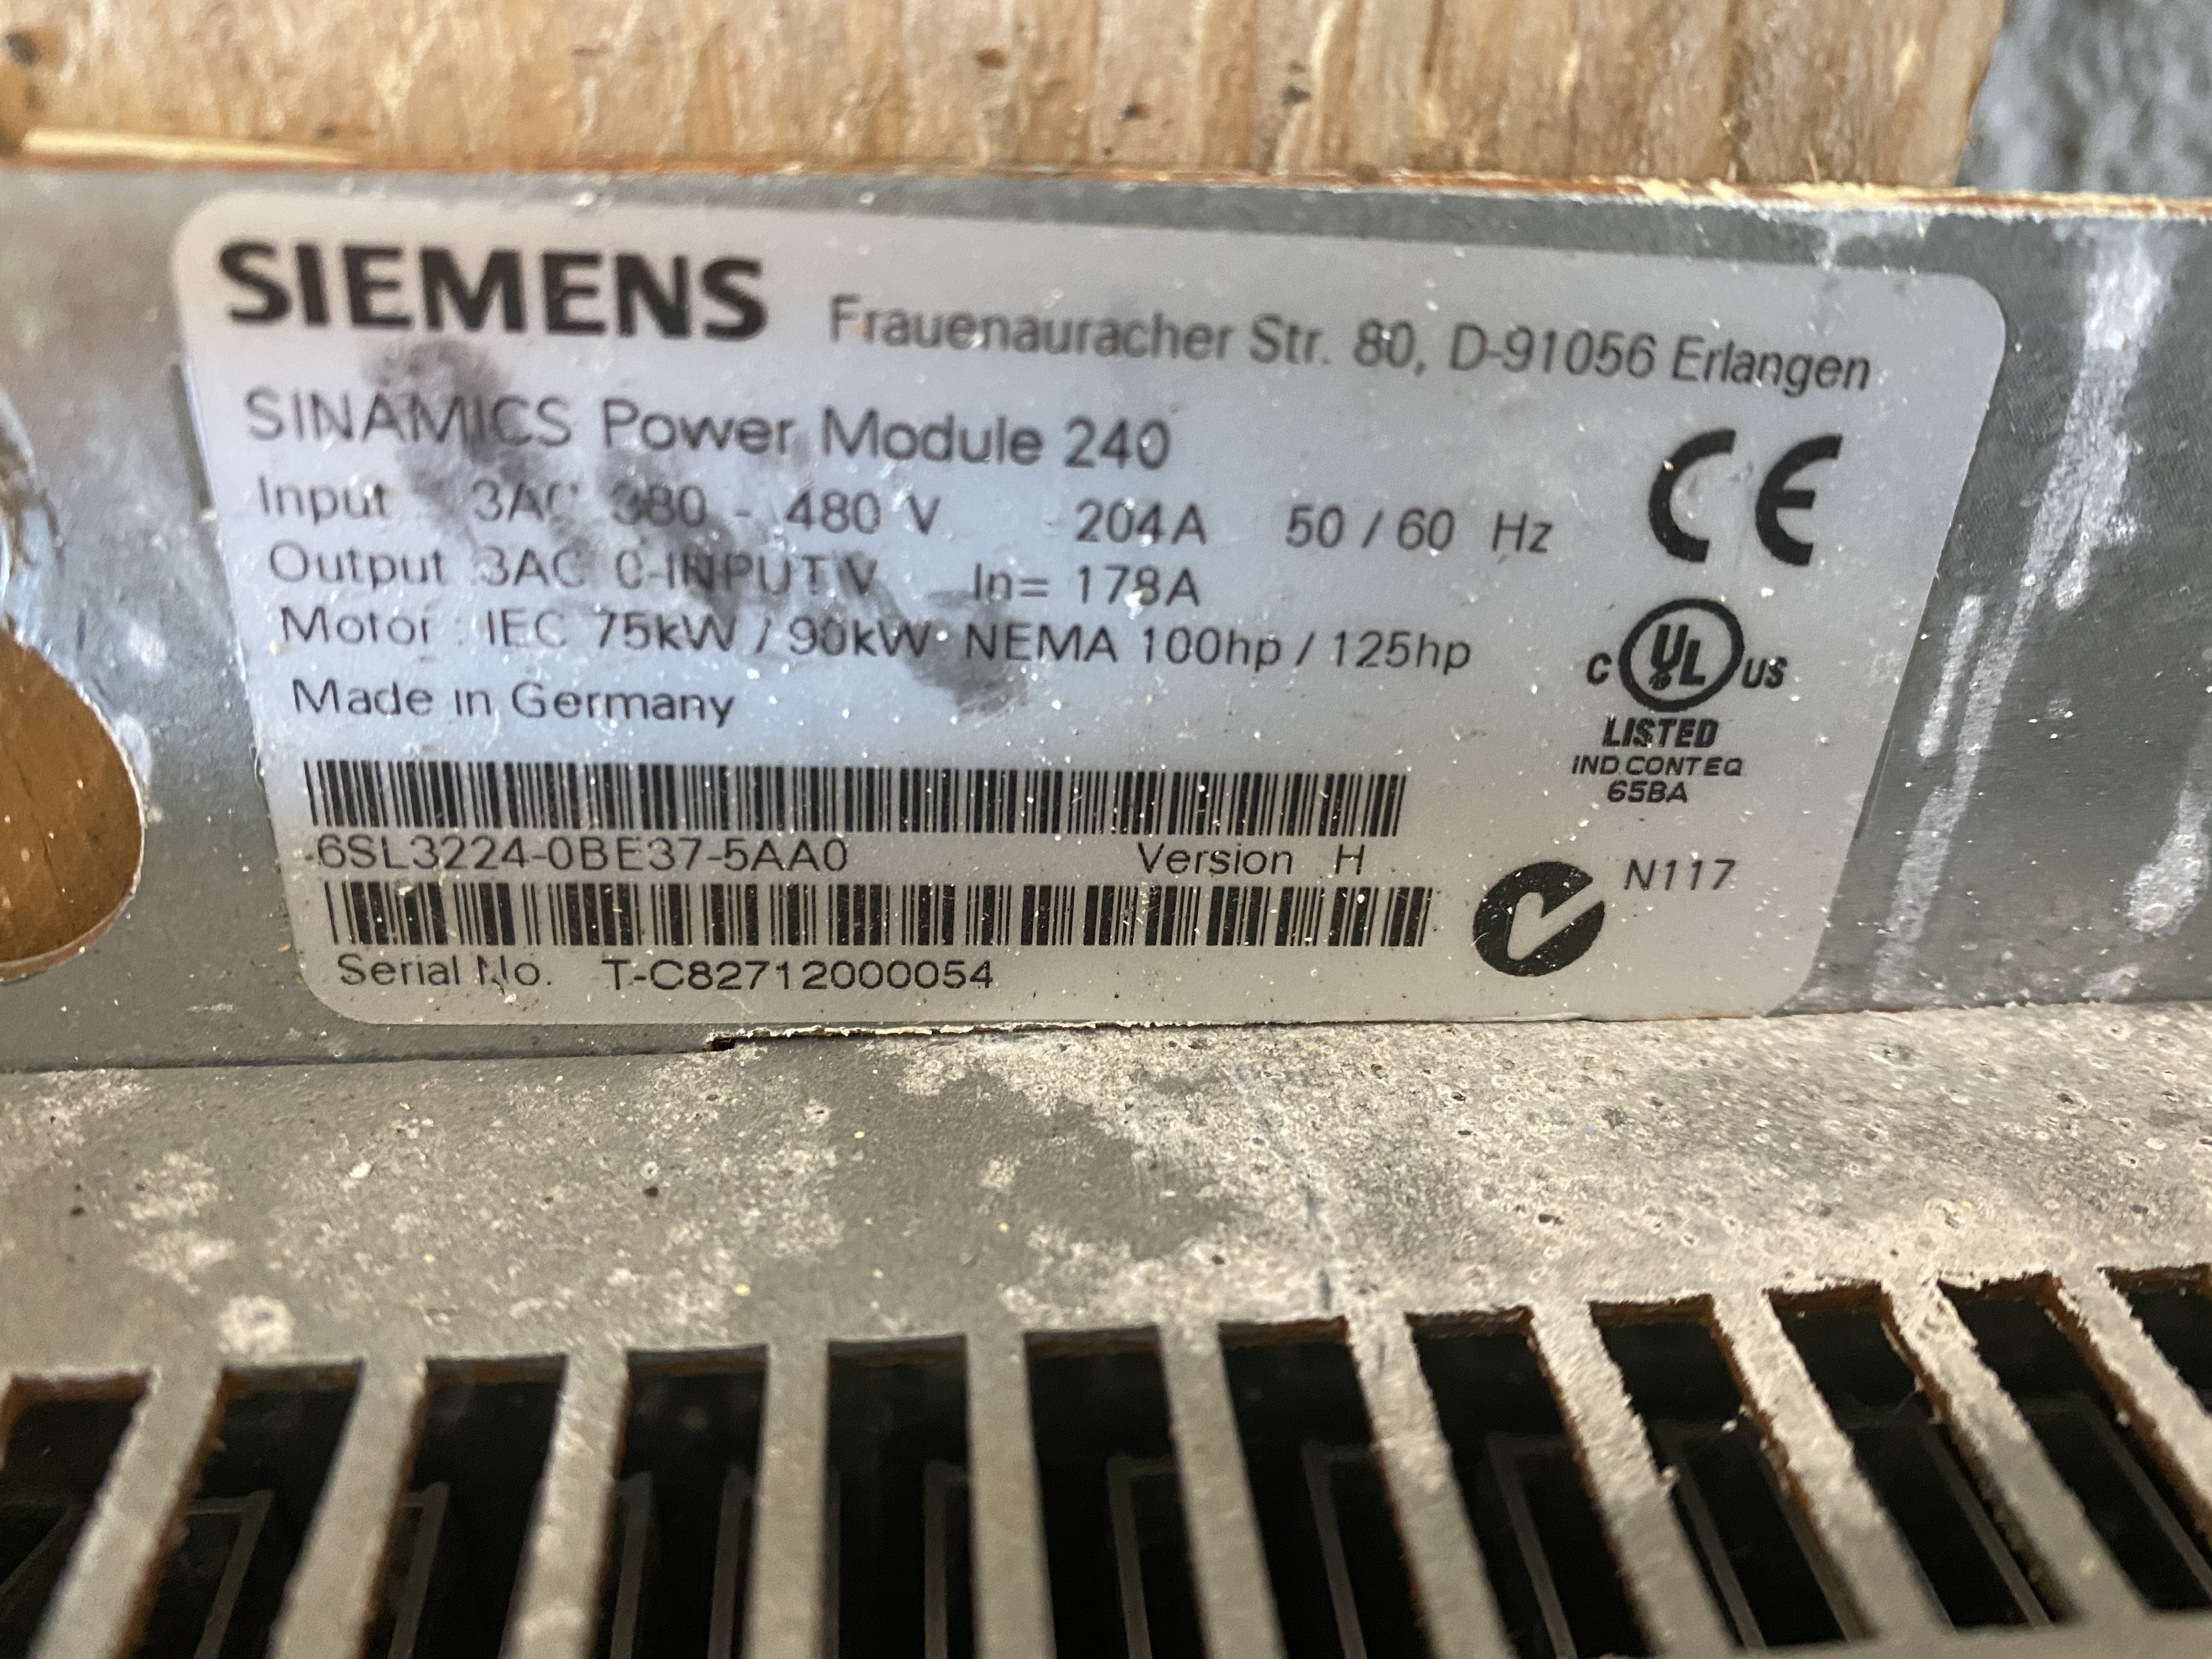 SIEMENS Frauenauracher Str. 80, D-91056 Erlangen
SINAMICS Power Module 240
Input 3AC 380 - 480 V 204A 50 / 60 Hz
Output 3AC 0-INPUT V In= 178A
Motor : IEC 75kW / 90kW NEMA 100hp / 125hp
Made in Germany
CE
C UL US
LISTED
IND.CONT.EQ.
65BA
6SL3224-0BE37-5AA0 Version H
N117
Serial No. T-C82712000054